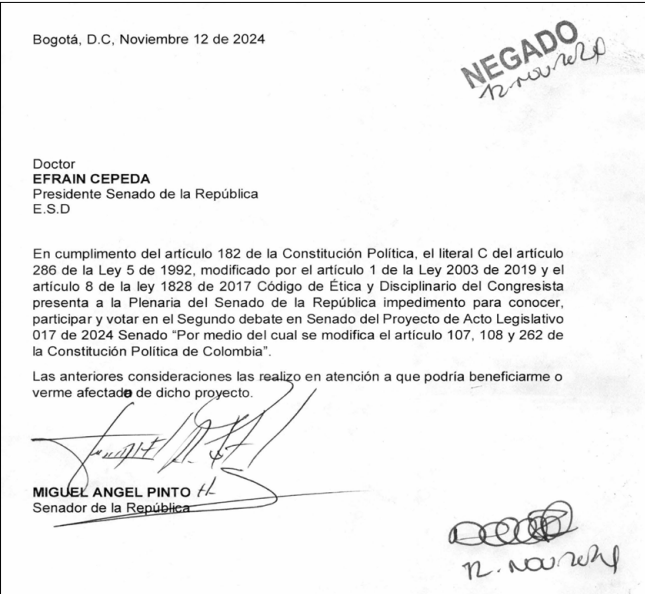 Bogotá, D.C, Noviembre 12 de 2024
NEGADO
12-NOV-2024
Doctor
EFRAIN CEPEDA
Presidente Senado de la República
E.S.D
En cumplimento del artículo 182 de la Constitución Política, el literal C del artículo
286 de la Ley 5 de 1992, modificado por el artículo 1 de la Ley 2003 de 2019 y el
artículo 8 de la ley 1828 de 2017 Código de Ética y Disciplinario del Congresista
presenta a la Plenaria del Senado de la República impedimento para conocer,
participar y votar en el Segundo debate en Senado del Proyecto de Acto Legislativo
017 de 2024 Senado “Por medio del cual se modifica el artículo 107, 108 y 262 de
la Constitución Política de Colombia”.
Las anteriores consideraciones las realizo en atención a que podría beneficiarme o
verme afectado de dicho proyecto.
MIGUEL ANGEL PINTO H
Senador de la República
12-NOV-2024